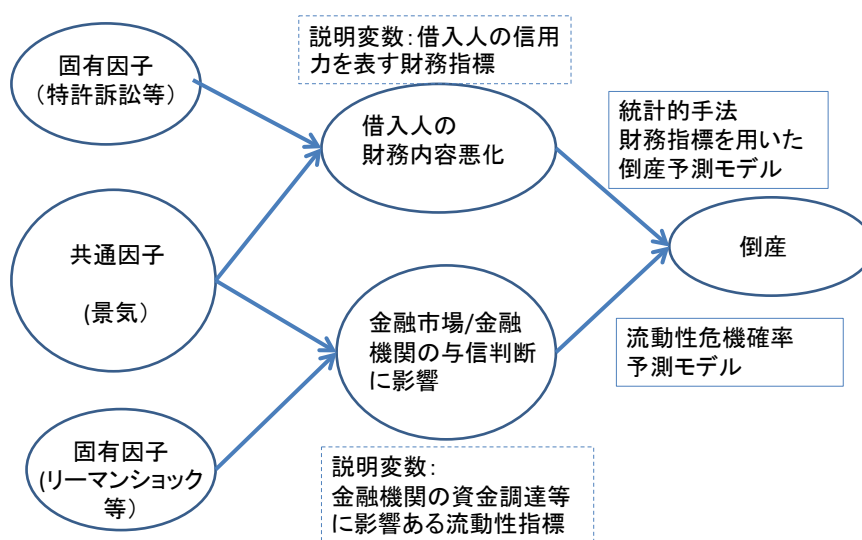 説明変数：借入人の信用
力を表す財務指標
固有因子
（特許訴訟等）
借入人の
財務内容悪化
統計的手法
財務指標を用いた
倒産予測モデル
共通因子
(景気）
倒産
金融市場/金融
機関の与信判断
に影響
流動性危機確率
予測モデル
固有因子
(リーマンショック
等）
説明変数：
金融機関の資金調達等
に影響ある流動性指標